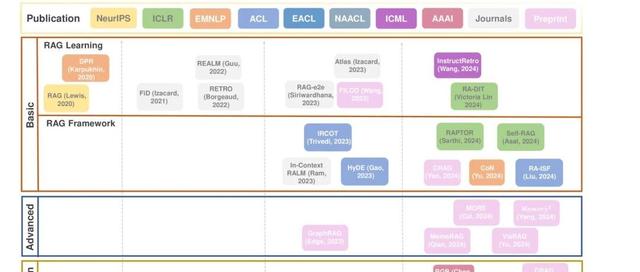 Publication NeurIPS ICLR EMNLP ACL EACL NAACL ICML AAAI Journals Preprint
Basic
RAG Learning
DPR
(Karpukhin,
2020)
REALM (Guu,
2022)
Atlas (Izacard,
2023)
InstructRetro
(Wang, 2024)
RAG (Lewis,
2020)
FiD (Izacard,
2021)
RETRO
(Borgeaud,
2022)
RAG-e2e
(Siriwardhana,
2023)
FILCO (Wang,
2023)
RA-DIT
(Victoria Lin
2024)
RAG Framework
IRCOT
(Trivedi, 2023)
RAPTOR
(Sarthi, 2024)
Self-RAG
(Asai, 2024)
In-Context
RALM (Ram,
2023)
HyDE (Gao,
2023)
CRAG
(Yan, 2024)
CoN
(Yu, 2024)
RA-ISF
(Liu, 2024)
Advanced
(Cai, 2024)
(Yang, 2024)
GraphRAG
(Edge, 2023)
MemoRAG
(Qian, 2024)
VisRAG
(Yu, 2024)